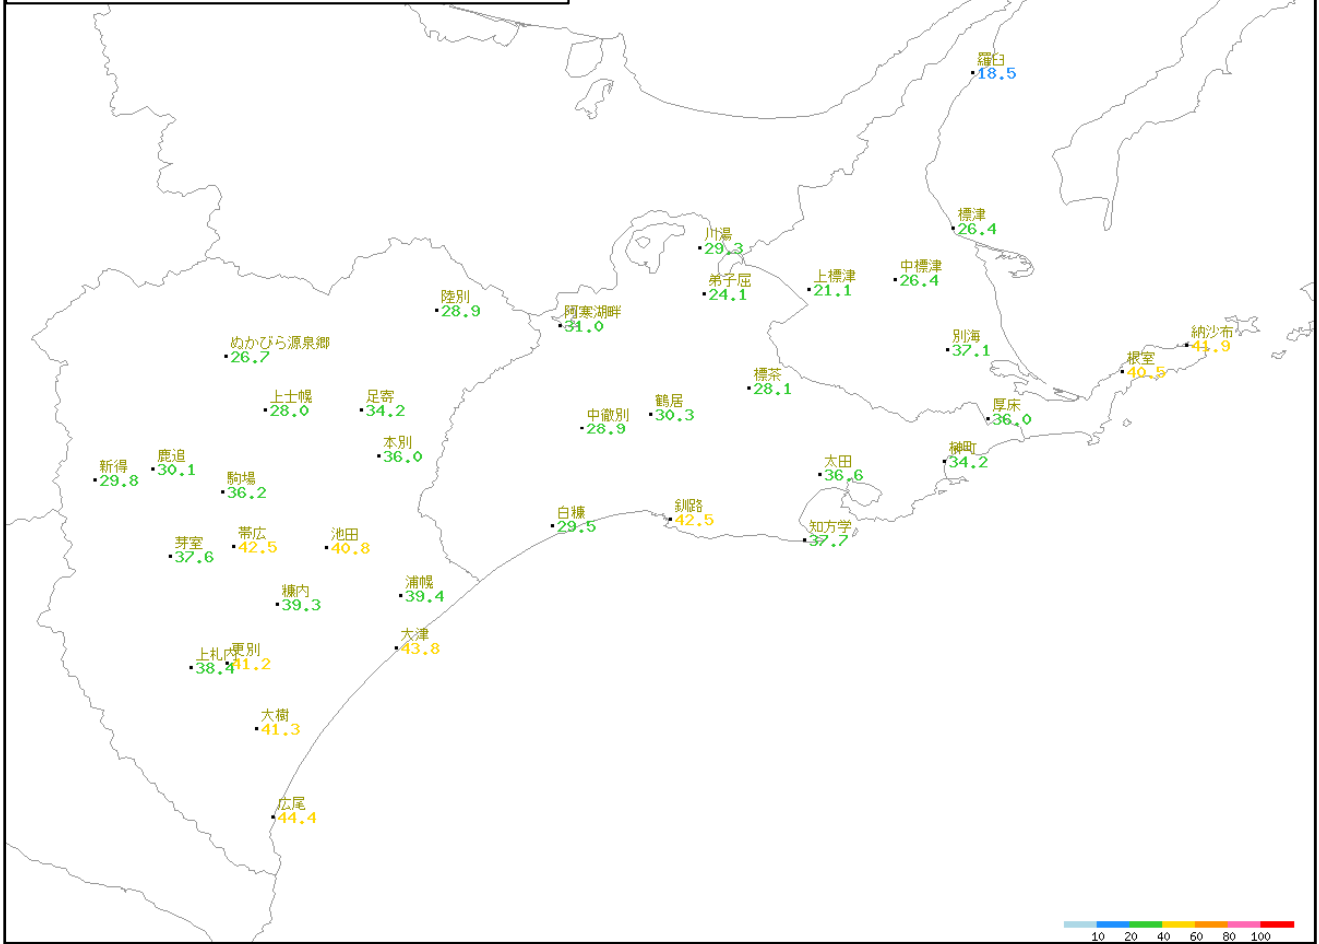 羅臼
18.5
標津
26.4
川湯
29.3
中標津
26.4
上標津
21.1
弟子屈
24.1
陸別
28.9
阿寒湖畔
31.0
納沙布
41.9
別海
37.1
ぬかびら源泉郷
26.7
根室
40.5
標茶
28.1
上士幌
28.0
足寄
34.2
鶴居
30.3
厚床
36.0
中徹別
28.9
本別
36.0
榊町
34.2
鹿追
30.1
太田
36.6
新得
29.8
駒場
36.2
釧路
42.5
白糠
29.5
知方学
37.7
帯広
42.5
池田
40.8
芽室
37.6
浦幌
39.4
糠内
39.3
大津
43.8
更別
41.2
上札内
38.4
大樹
41.3
広尾
44.4
10 20 40 60 80 100